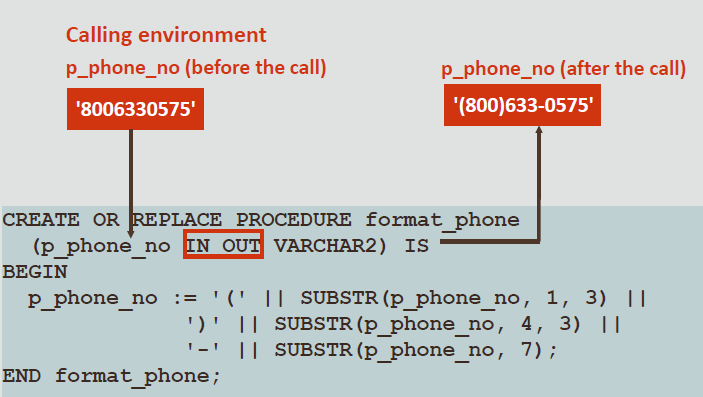 Calling environment
p_phone_no (before the call)
p_phone_no (after the call)
'8006330575'
'(800)633-0575'
CREATE OR REPLACE PROCEDURE format_phone
(p_phone_no IN OUT VARCHAR2) IS
BEGIN
p_phone_no := '(' || SUBSTR(p_phone_no, 1, 3) ||
')' || SUBSTR(p_phone_no, 4, 3) ||
'-' || SUBSTR(p_phone_no, 7);
END format_phone;